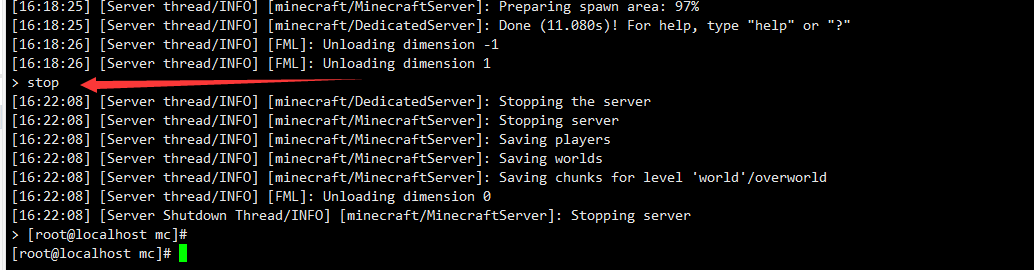 [16:18:25] [Server thread/INFO] [minecraft/MinecraftServer]: Preparing spawn area: 97%
[16:18:25] [Server thread/INFO] [minecraft/DedicatedServer]: Done (11.080s)! For help, type "help" or "?"
[16:18:26] [Server thread/INFO] [FML]: Unloading dimension -1
[16:18:26] [Server thread/INFO] [FML]: Unloading dimension 1
> stop
[16:22:08] [Server thread/INFO] [minecraft/DedicatedServer]: Stopping the server
[16:22:08] [Server thread/INFO] [minecraft/MinecraftServer]: Stopping server
[16:22:08] [Server thread/INFO] [minecraft/MinecraftServer]: Saving players
[16:22:08] [Server thread/INFO] [minecraft/MinecraftServer]: Saving worlds
[16:22:08] [Server thread/INFO] [minecraft/MinecraftServer]: Saving chunks for level 'world'/overworld
[16:22:08] [Server thread/INFO] [FML]: Unloading dimension 0
[16:22:08] [Server Shutdown Thread/INFO] [minecraft/MinecraftServer]: Stopping server
> [root@localhost mc]#
[root@localhost mc]#